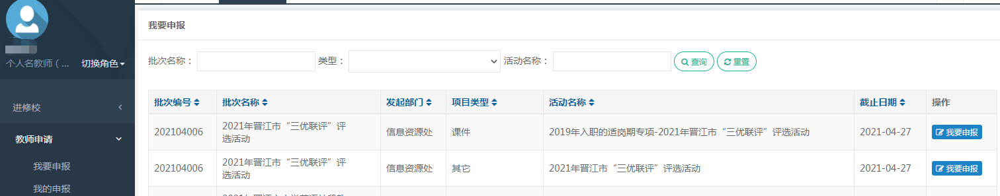 我要申报
批次名称： 类型： 活动名称： 查询 重置
个人名教师（... 切换角色
进修校
教师申请
我要申报
我的申报
批次编号 批次名称 发起部门 项目类型 活动名称 截止日期 操作
202104006 2021年晋江市“三优联评”评 信息资源处 课件 2019年入职的适岗期专项-2021年晋江市“三优联评”评选活动 2021-04-27 我要申报
选活动
202104006 2021年晋江市“三优联评”评 信息资源处 其它 2021年晋江市“三优联评”评选活动 2021-04-27 我要申报
选活动